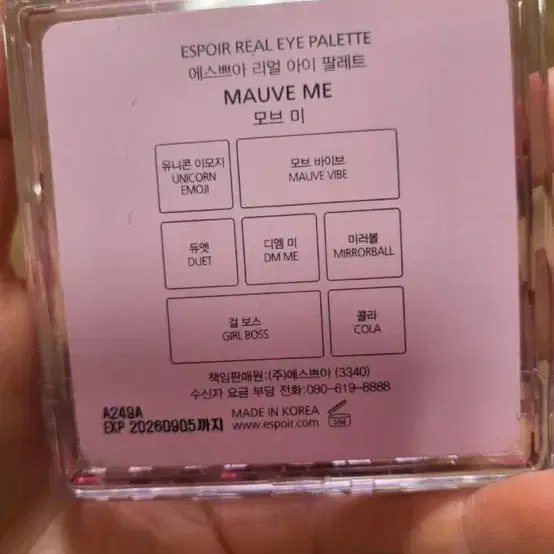 ESPOIR REAL EYE PALETTE
에스쁘아 리얼 아이 팔레트
MAUVE ME
모브 미
유니콘 이모지
UNICORN
EMOJI
모브 바이브
MAUVE VIBE
듀엣
DUET
디엠 미
DM ME
미러볼
MIRRORBALL
걸 보스
GIRL BOSS
콜라
COLA
책임판매원:(주)에스쁘아 (3340)
수신자 요금 부담 전화:080-619-8888
A249A
EXP 20260905까지
MADE IN KOREA
www.espoir.com